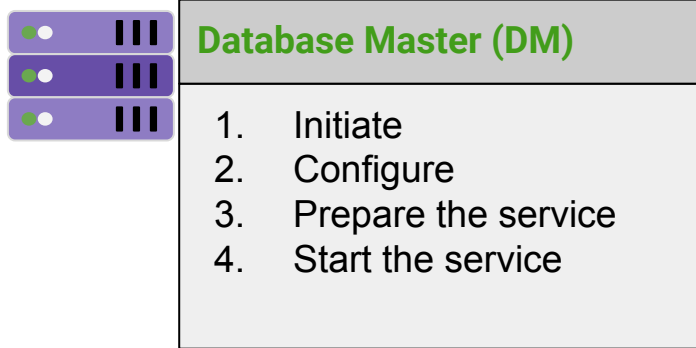 Database Master (DM)
1. Initiate
2. Configure
3. Prepare the service
4. Start the service